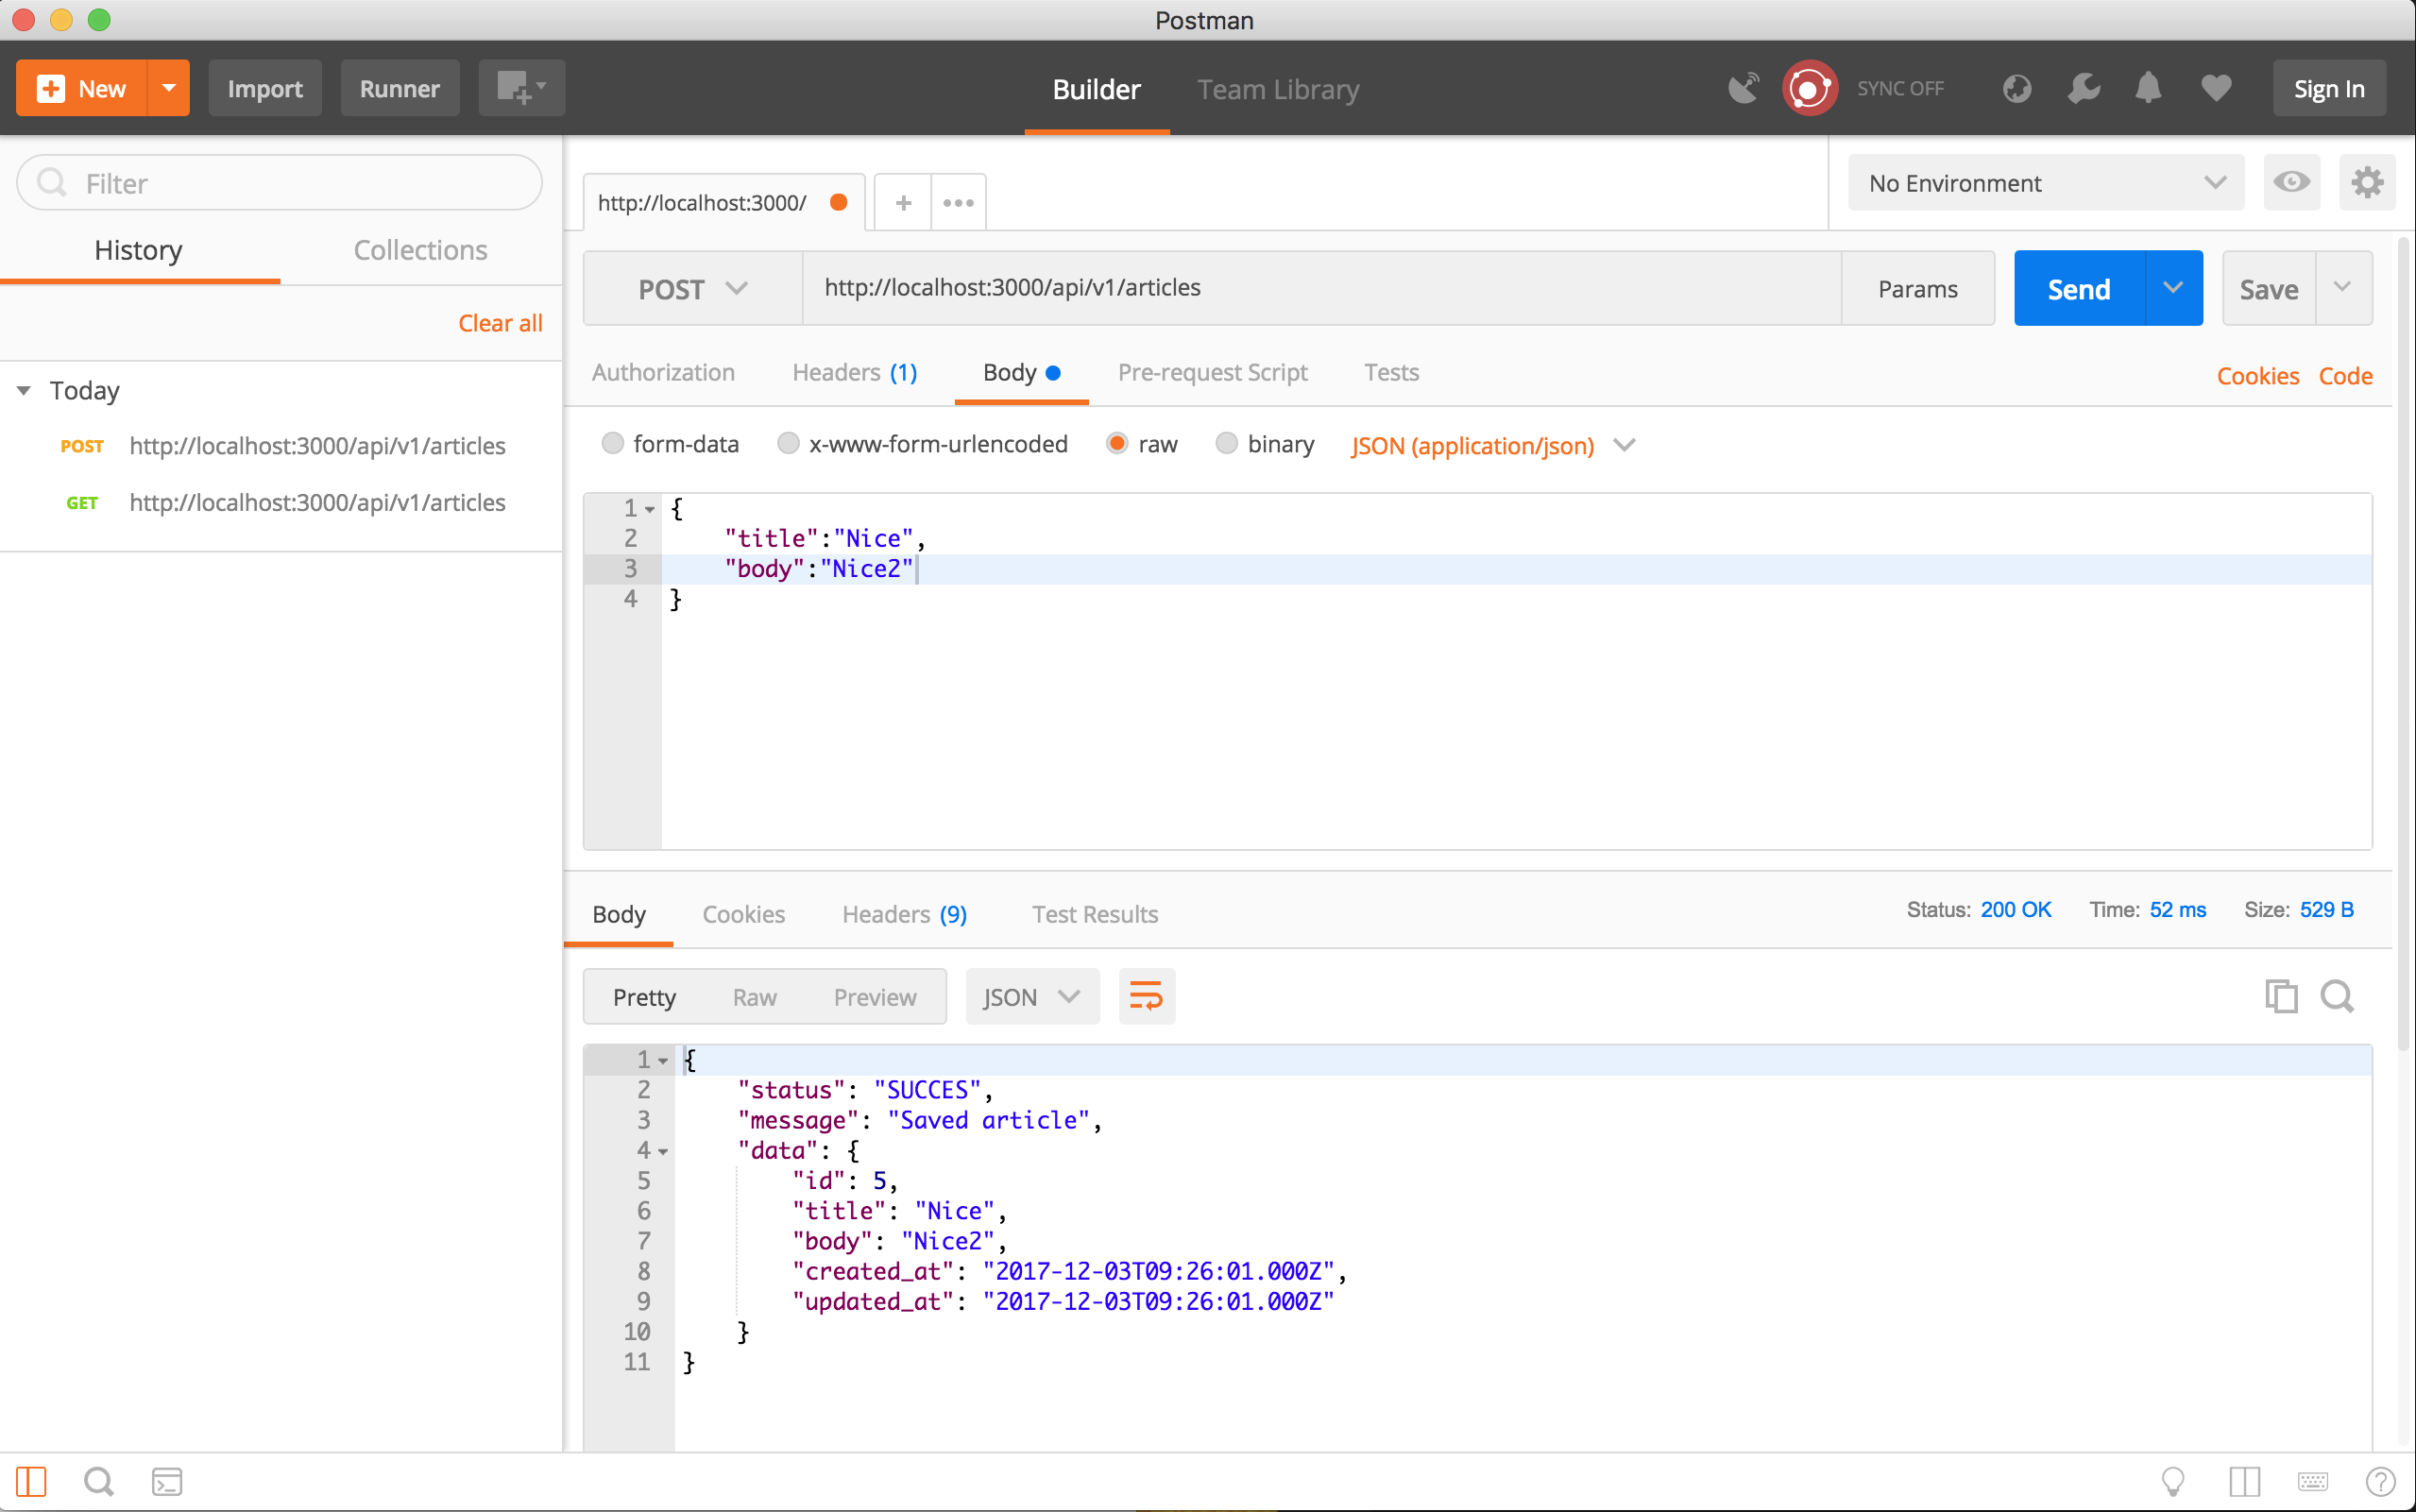 Postman
New
Import
Runner
Builder
Team Library
SYNC OFF
Sign In
Filter
History
Collections
Clear all
Today
POST http://localhost:3000/api/v1/articles
GET http://localhost:3000/api/v1/articles
http://localhost:3000/
No Environment
POST
http://localhost:3000/api/v1/articles
Params
Send
Save
Authorization
Headers (1)
Body
Pre-request Script
Tests
Cookies
Code
form-data
x-www-form-urlencoded
raw
binary
JSON (application/json)
1 {
2 "title":"Nice",
3 "body":"Nice2"
4 }
Body
Cookies
Headers (9)
Test Results
Status: 200 OK
Time: 52 ms
Size: 529 B
Pretty
Raw
Preview
JSON
1 {
2 "status": "SUCCES",
3 "message": "Saved article",
4 "data": {
5 "id": 5,
6 "title": "Nice",
7 "body": "Nice2",
8 "created_at": "2017-12-03T09:26:01.000Z",
9 "updated_at": "2017-12-03T09:26:01.000Z"
10 }
11 }